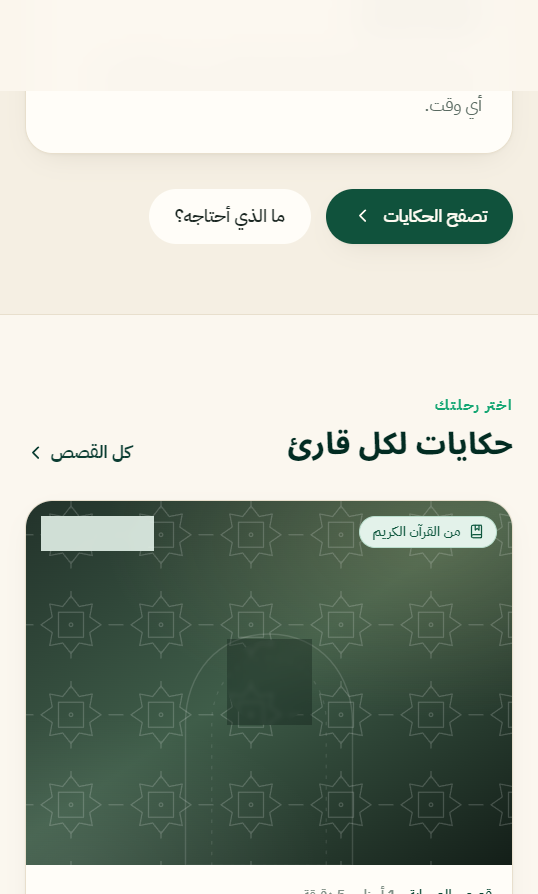 أي وقت.
تصفح الحكايات
ما الذي أحتاجه؟
اختر رحلتك
حكايات لكل قارئ
كل القصص
من القرآن الكريم